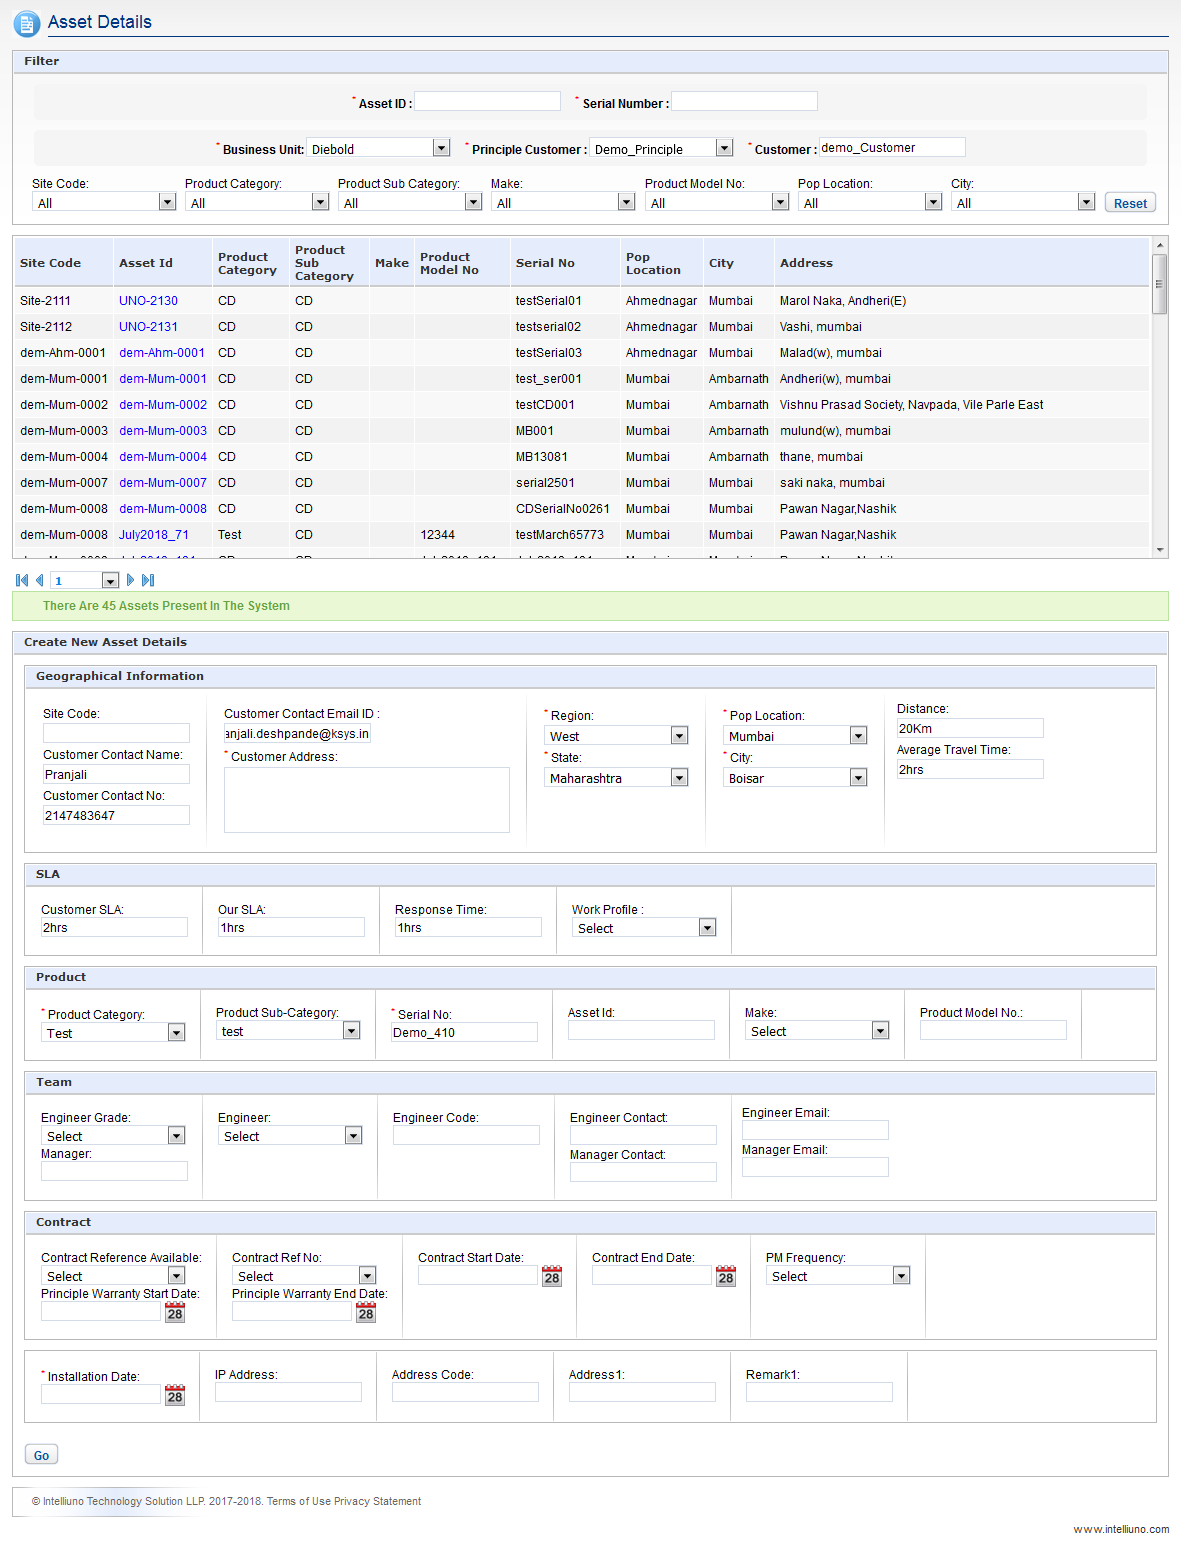 Asset Details
Filter
* Asset ID : * Serial Number :
* Business Unit: Diebold * Principle Customer : Demo_Principle * Customer : demo_Customer
Site Code: Product Category: Product Sub Category: Make: Product Model No: Pop Location: City:
All All All All All All All Reset
Site Code Asset Id Product Category Product Sub Category Make Product Model No Serial No Pop Location City Address
Site-2111 UNO-2130 CD CD testSerial01 Ahmednagar Mumbai Marol Naka, Andheri(E)
Site-2112 UNO-2131 CD CD testserial02 Ahmednagar Mumbai Vashi, mumbai
dem-Ahm-0001 dem-Ahm-0001 CD CD testSerial03 Ahmednagar Mumbai Malad(w), mumbai
dem-Mum-0001 dem-Mum-0001 CD CD test_ser001 Mumbai Ambarnath Andheri(w), mumbai
dem-Mum-0002 dem-Mum-0002 CD CD testCD001 Mumbai Ambarnath Vishnu Prasad Society, Navpada, Vile Parle East
dem-Mum-0003 dem-Mum-0003 CD CD MB001 Mumbai Ambarnath mulund(w), mumbai
dem-Mum-0004 dem-Mum-0004 CD CD MB13081 Mumbai Ambarnath thane, mumbai
dem-Mum-0007 dem-Mum-0007 CD CD serial2501 Mumbai Mumbai saki naka, mumbai
dem-Mum-0008 dem-Mum-0008 CD CD CDSerialNo0261 Mumbai Mumbai Pawan Nagar,Nashik
dem-Mum-0008 July2018_71 Test CD 12344 testMarch65773 Mumbai Mumbai Pawan Nagar,Nashik
1
There Are 45 Assets Present In The System
Create New Asset Details
Geographical Information
Site Code: Customer Contact Email ID : * Region: * Pop Location: Distance:
anjali.deshpande@ksys.in West Mumbai 20Km
Customer Contact Name: * Customer Address: * State: * City: Average Travel Time:
Pranjali Maharashtra Boisar 2hrs
Customer Contact No:
2147483647
SLA
Customer SLA: Our SLA: Response Time: Work Profile :
2hrs 1hrs 1hrs Select
Product
* Product Category: Product Sub-Category: * Serial No: Asset Id: Make: Product Model No.:
Test test Demo_410 Select
Team
Engineer Grade: Engineer: Engineer Code: Engineer Contact: Engineer Email:
Select Select
Manager: Manager Contact: Manager Email:
Contract
Contract Reference Available: Contract Ref No: Contract Start Date: Contract End Date: PM Frequency:
Select Select 28 28 Select
Principle Warranty Start Date: Principle Warranty End Date:
28 28
* Installation Date: IP Address: Address Code: Address1: Remark1:
28
Go
© Intelliuno Technology Solution LLP. 2017-2018. Terms of Use Privacy Statement
www.intelliuno.com